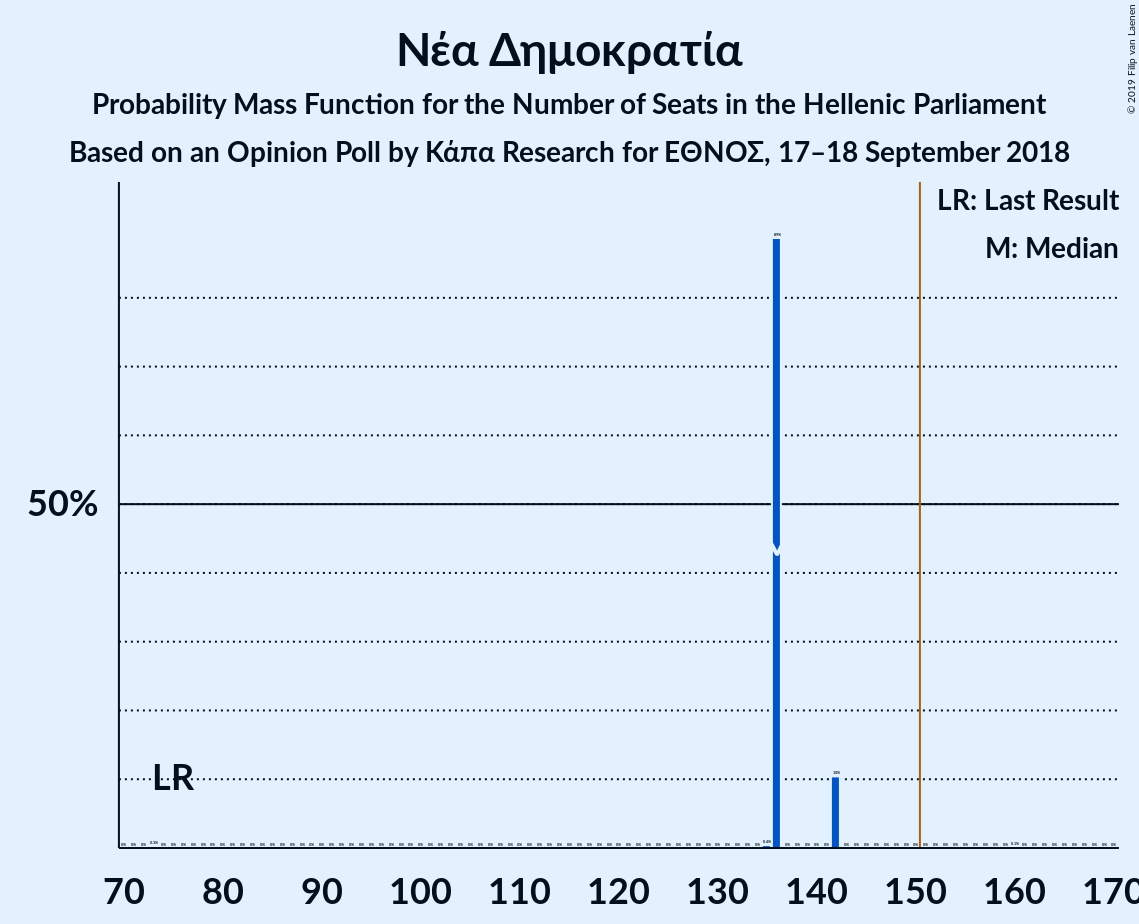 Νέα Δημοκρατία
Probability Mass Function for the Number of Seats in the Hellenic Parliament
Based on an Opinion Poll by Κάπα Research for ΕΘΝΟΣ, 17–18 September 2018
© 2019 Filip van Laenen
LR: Last Result
M: Median
50%
LR
70 80 90 100 110 120 130 140 150 160 170